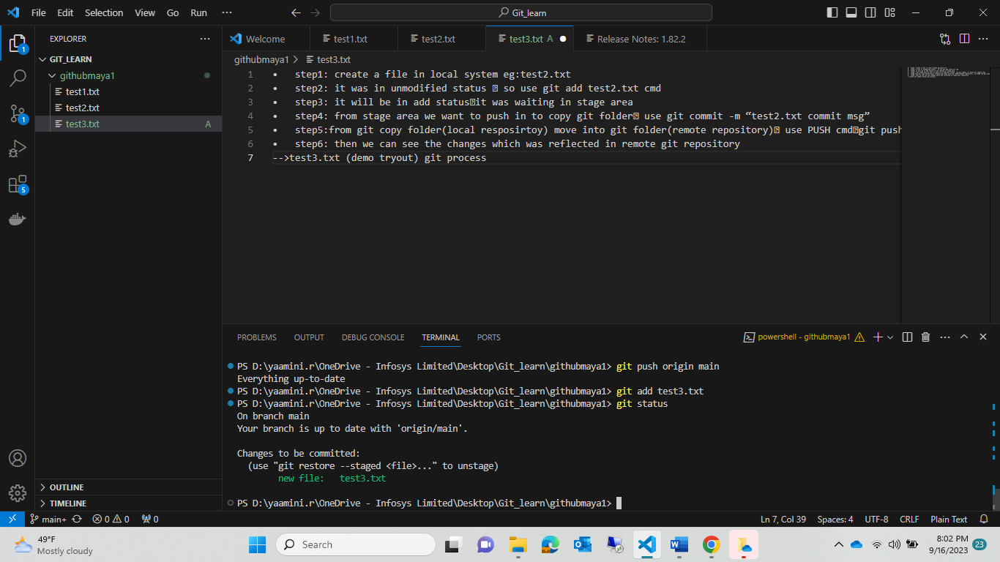 File Edit Selection View Go Run ··· Git_learn
EXPLORER ···
Welcome test1.txt test2.txt test3.txt A Release Notes: 1.82.2 ···
1
GIT_LEARN
githubmaya1
test1.txt
test2.txt
test3.txt A
1
5
githubmaya1 > test3.txt
1 • step1: create a file in local system eg:test2.txt
2 • step2: it was in unmodified status so use git add test2.txt cmd
3 • step3: it will be in add status it was waiting in stage area
4 • step4: from stage area we want to push in to copy git folder use git commit -m “test2.txt commit msg”
5 • step5:from git copy folder(local resposirtoy) move into git folder(remote repository) use PUSH cmd git push
6 • step6: then we can see the changes which was reflected in remote git repository
7 -->test3.txt (demo tryout) git process
PROBLEMS OUTPUT DEBUG CONSOLE TERMINAL PORTS powershell - githubmaya1 ···
PS D:\yaamini.r\OneDrive - Infosys Limited\Desktop\Git_learn\githubmaya1> git push origin main
Everything up-to-date
PS D:\yaamini.r\OneDrive - Infosys Limited\Desktop\Git_learn\githubmaya1> git add test3.txt
PS D:\yaamini.r\OneDrive - Infosys Limited\Desktop\Git_learn\githubmaya1> git status
On branch main
Your branch is up to date with 'origin/main'.
Changes to be committed:
(use "git restore --staged <file>..." to unstage)
new file: test3.txt
PS D:\yaamini.r\OneDrive - Infosys Limited\Desktop\Git_learn\githubmaya1>
OUTLINE
TIMELINE
main+ 0 0 0 Ln 7, Col 39 Spaces: 4 UTF-8 CRLF Plain Text
49°F
Mostly cloudy
Search
8:02 PM
9/16/2023
23